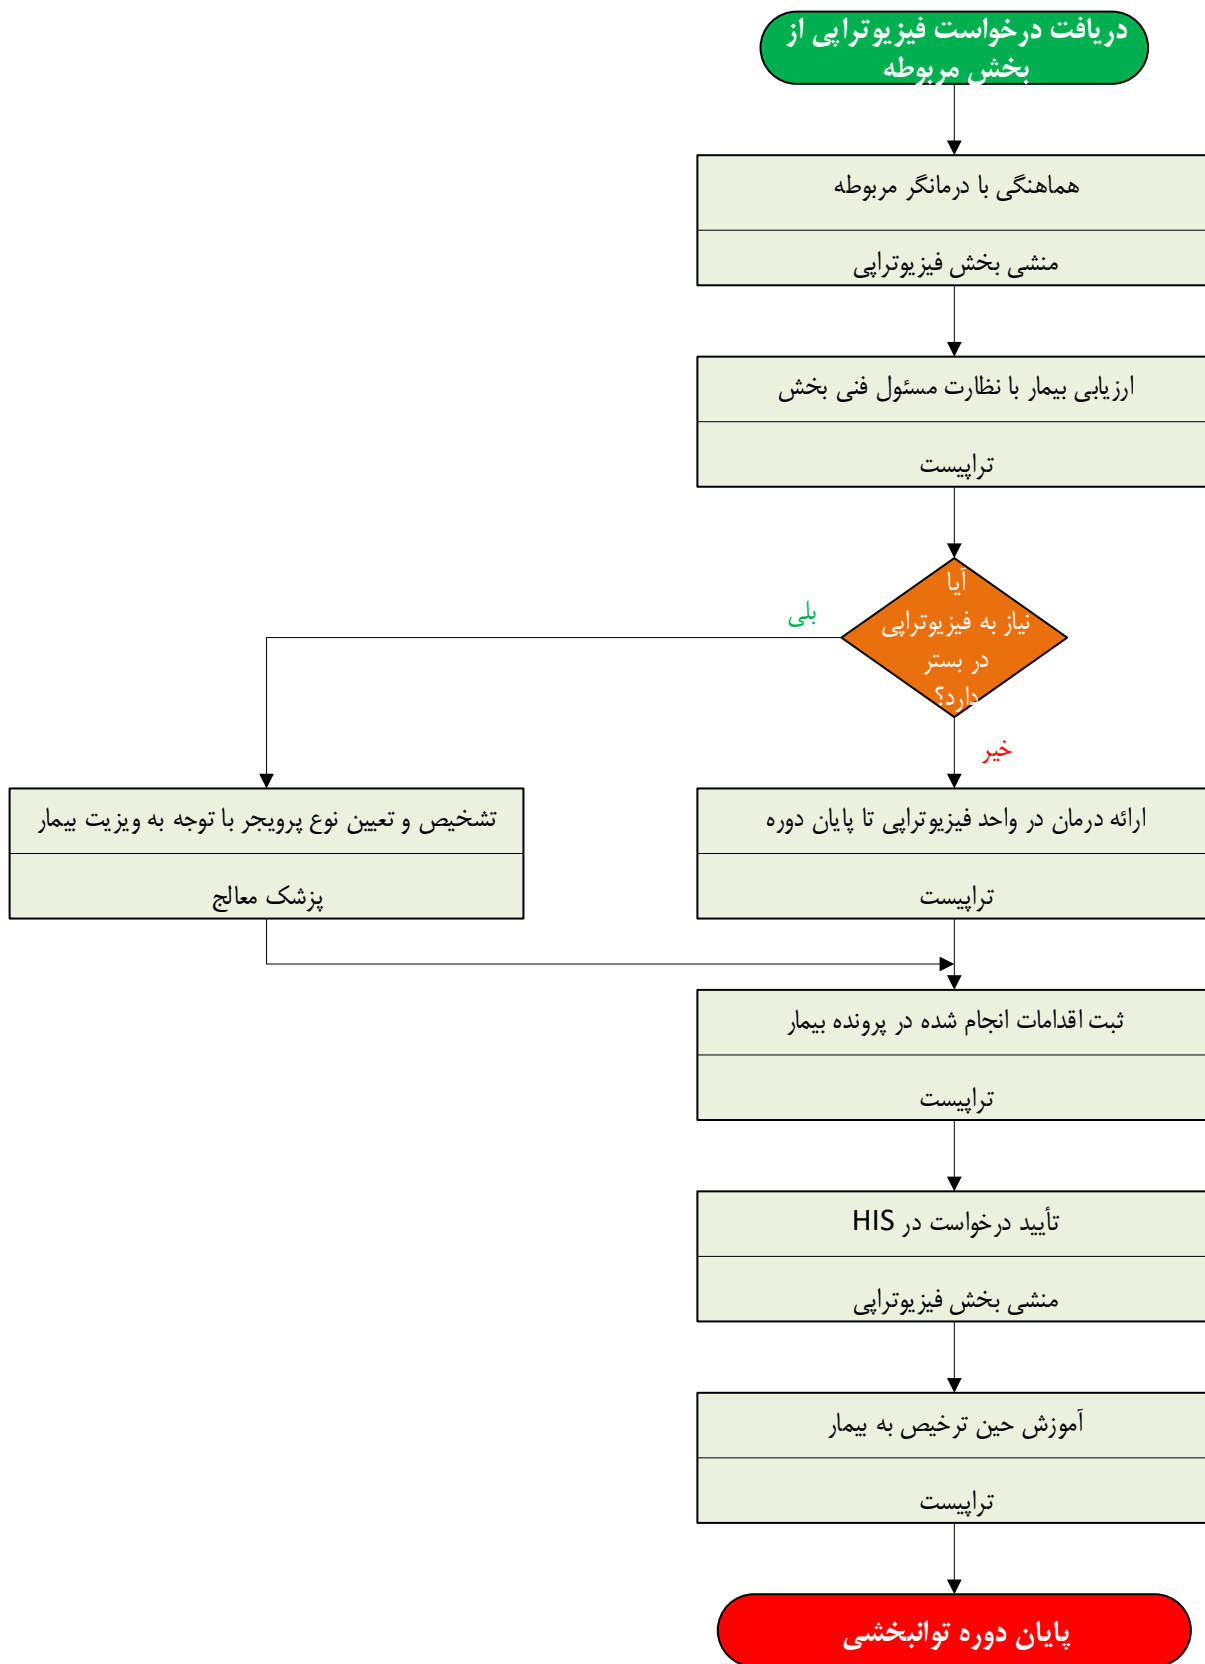 دریافت درخواست فیزیوتراپی از
بخش مربوطه
هماهنگی با درمانگر مربوطه
منشی بخش فیزیوتراپی
ارزیابی بیمار با نظارت مسئول فنی بخش
تراپیست
آیا
نیاز به فیزیوتراپی
در بستر
دارد؟
بلی
خیر
ارائه درمان در واحد فیزیوتراپی تا پایان دوره
تراپیست
تشخیص و تعیین نوع پرویجر با توجه به ویزیت بیمار
پزشک معالج
ثبت اقدامات انجام شده در پرونده بیمار
تراپیست
تأیید درخواست در HIS
منشی بخش فیزیوتراپی
آموزش حین ترخیص به بیمار
تراپیست
پایان دوره توانبخشی